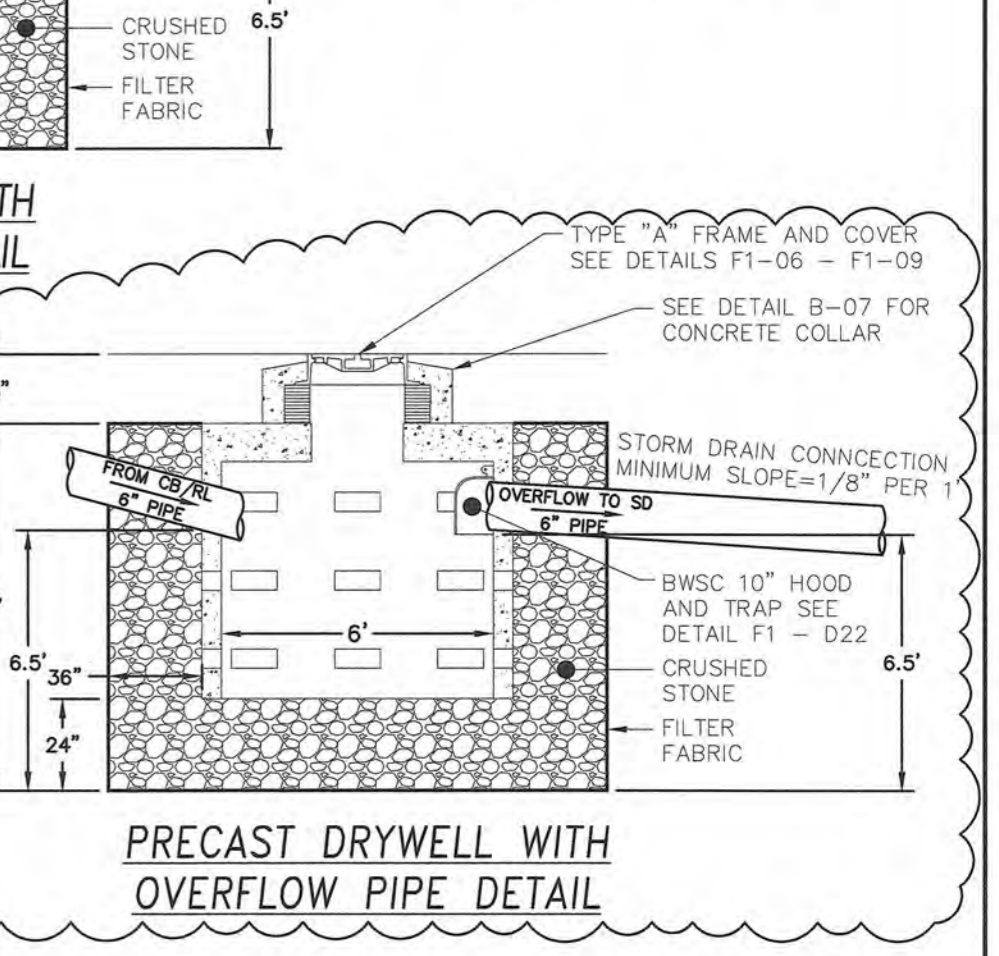 CRUSHED
STONE
6.5'
FILTER
FABRIC
TH
IL
TYPE "A" FRAME AND COVER
SEE DETAILS F1-06 - F1-09
SEE DETAIL B-07 FOR
CONCRETE COLLAR
STORM DRAIN CONNCECTION
MINIMUM SLOPE=1/8" PER 1'
FROM CB/RL
6" PIPE
OVERFLOW TO SD
6" PIPE
BWSC 10" HOOD
AND TRAP SEE
DETAIL F1 - D22
6'
6.5'
36"
24"
CRUSHED
STONE
6.5'
FILTER
FABRIC
PRECAST DRYWELL WITH
OVERFLOW PIPE DETAIL